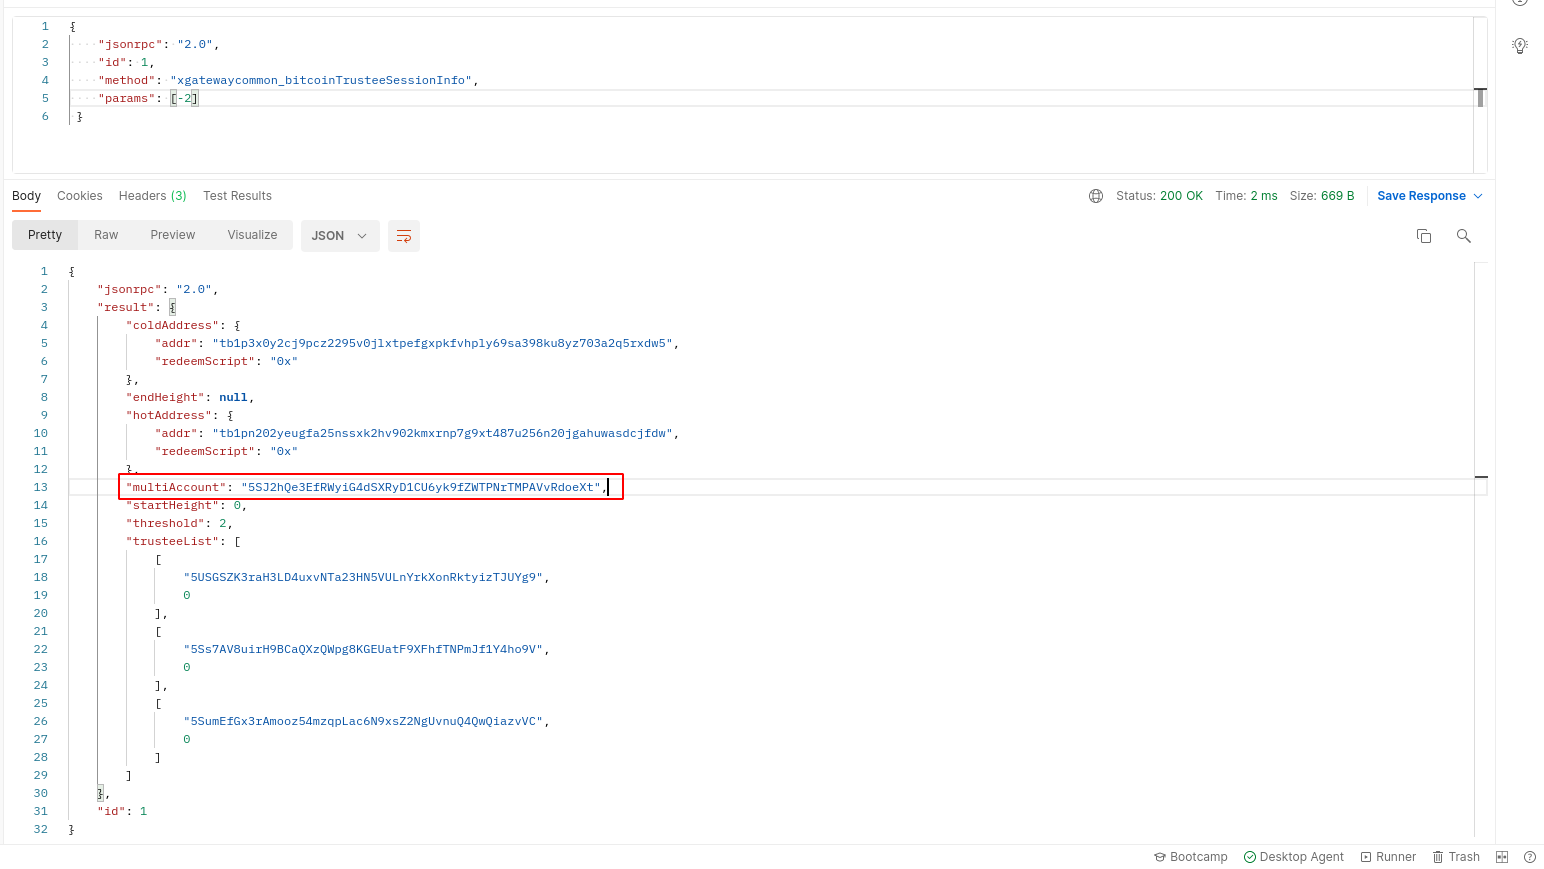 1 {
2 "jsonrpc": "2.0",
3 "id": 1,
4 "method": "xgatewaycommon_bitcoinTrusteeSessionInfo",
5 "params": [-2]
6 }
Body Cookies Headers (3) Test Results Status: 200 OK Time: 2 ms Size: 669 B Save Response
Pretty Raw Preview Visualize JSON
1 {
2 "jsonrpc": "2.0",
3 "result": {
4 "coldAddress": {
5 "addr": "tb1p3x0y2cj9pcz2295v0jlxtpefgxpkfvhply69sa398ku8yz703a2q5rxdw5",
6 "redeemScript": "0x"
7 },
8 "endHeight": null,
9 "hotAddress": {
10 "addr": "tb1pn202yeugfa25nssxk2hv902kmxrnp7g9xt487u256n20jgahuwasdcjfdw",
11 "redeemScript": "0x"
12 },
13 "multiAccount": "5SJ2hQe3EfRWyiG4dSXRyD1CU6yk9fZWTPNrTMPAVvRdoeXt",
14 "startHeight": 0,
15 "threshold": 2,
16 "trusteeList": [
17 [
18 "5USGSZK3raH3LD4uxvNTa23HN5VULnYrkXonRktyizTJUYg9",
19 0
20 ],
21 [
22 "5Ss7AV8uirH9BCaQXzQWpg8KGEUatF9XFhfTNPmJf1Y4ho9V",
23 0
24 ],
25 [
26 "5SumEfGx3rAmooz54mzqpLac6N9xsZ2NgUvnuQ4QwQiazvVC",
27 0
28 ]
29 ]
30 },
31 "id": 1
32 }
Bootcamp Desktop Agent Runner Trash